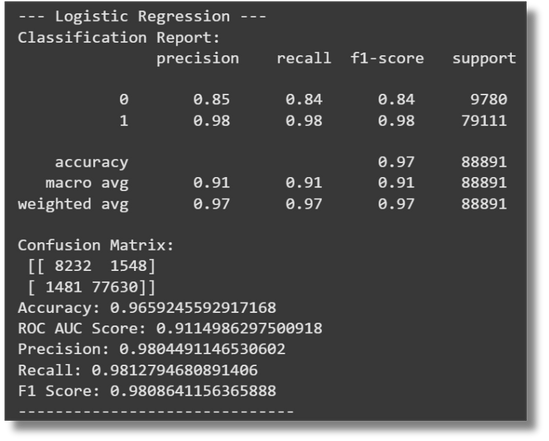 --- Logistic Regression ---
Classification Report:
precision recall f1-score support
0 0.85 0.84 0.84 9780
1 0.98 0.98 0.98 79111
accuracy 0.97 88891
macro avg 0.91 0.91 0.91 88891
weighted avg 0.97 0.97 0.97 88891
Confusion Matrix:
[[ 8232 1548]
[ 1481 77630]]
Accuracy: 0.9659245592917168
ROC AUC Score: 0.9114986297500918
Precision: 0.9804491146530602
Recall: 0.9812794680891406
F1 Score: 0.9808641156365888
------------------------------